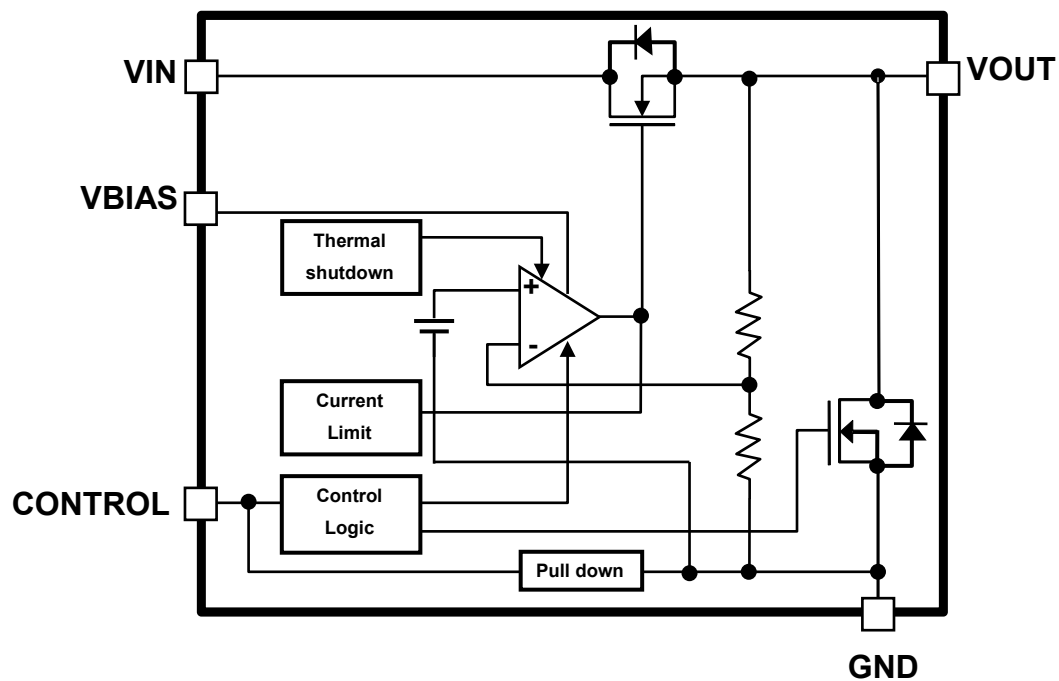 VIN
VOUT
VBIAS
Thermal
shutdown
+
-
Current
Limit
CONTROL
Control
Logic
Pull down
GND